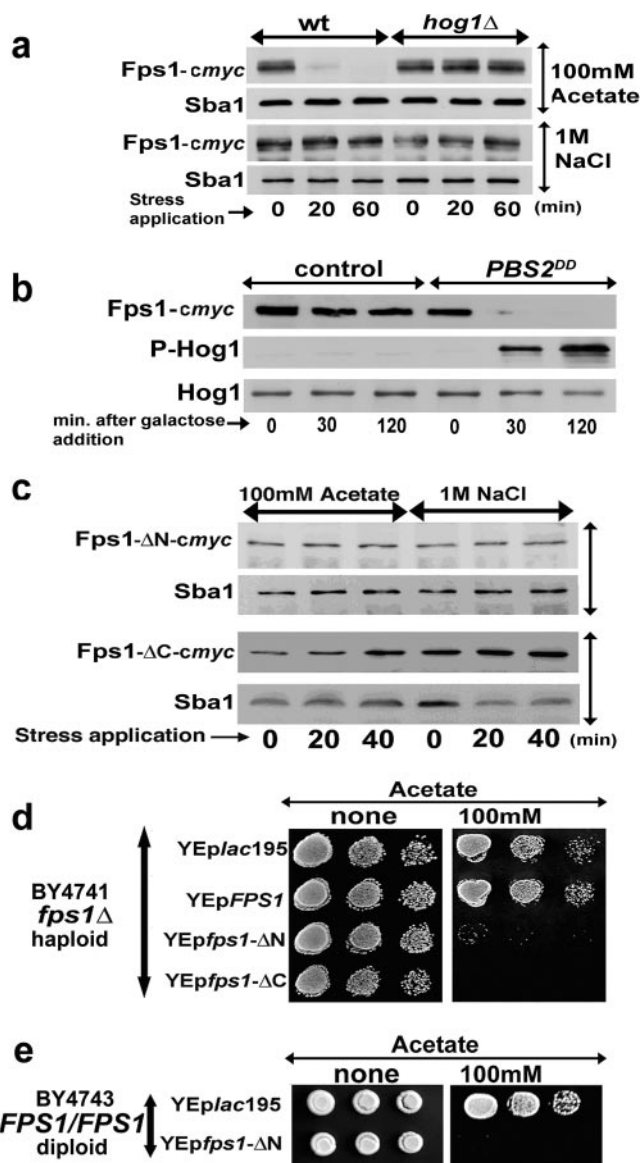 a
wt hog1Δ
Fps1-cmyc
Sba1
100mM
Acetate
Fps1-cmyc
Sba1
1M
NaCl
Stress
application 0 20 60 0 20 60 (min)
b
control PBS2DD
Fps1-cmyc
P-Hog1
Hog1
min. after galactose
addition 0 30 120 0 30 120
c
100mM Acetate 1M NaCl
Fps1-ΔN-cmyc
Sba1
Fps1-ΔC-cmyc
Sba1
Stress application 0 20 40 0 20 40 (min)
d
Acetate
none 100mM
BY4741
fps1Δ
haploid
YEplac195
YEpFPS1
YEpfps1-ΔN
YEpfps1-ΔC
e
Acetate
none 100mM
BY4743
FPS1/FPS1
diploid
YEplac195
YEpfps1-ΔN